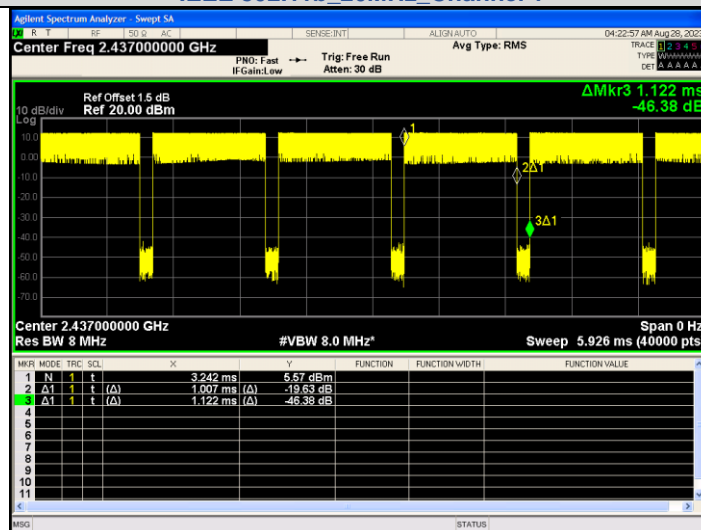 Agilent Spectrum Analyzer - Swept SA
R T RF 50 Ω AC SENSE:INT ALIGN AUTO 04:22:57 AM Aug 28, 2023
Center Freq 2.437000000 GHz
Avg Type: RMS
TRACE 1 2 3 4 5
PNO: Fast Trig: Free Run
TYPE
IFGain:Low Atten: 30 dB
DET A A A A A
ΔMkr3 1.122 ms
-46.38 dB
Ref Offset 1.5 dB
10 dB/div Ref 20.00 dBm
Log
10.0
0.00
-10.0
-20.0
-30.0
-40.0
-50.0
-60.0
-70.0
1
2Δ1
3Δ1
Center 2.437000000 GHz Span 0 Hz
Res BW 8 MHz #VBW 8.0 MHz* Sweep 5.926 ms (40000 pts
MKR MODE TRC SCL X Y FUNCTION FUNCTION WIDTH FUNCTION VALUE
1 N 1 t 3.242 ms 5.57 dBm
2 Δ1 1 t (Δ) 1.007 ms (Δ) -19.63 dB
3 Δ1 1 t (Δ) 1.122 ms (Δ) -46.38 dB
4
5
6
7
8
9
10
11
MSG STATUS